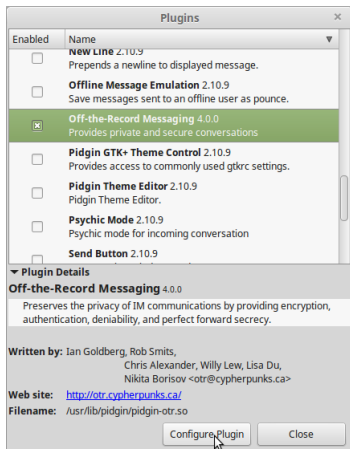 Plugins
Enabled Name
New Line 2.10.9
Prepends a newline to displayed message.
Offline Message Emulation 2.10.9
Save messages sent to an offline user as pounce.
Off-the-Record Messaging 4.0.0
Provides private and secure conversations
Pidgin GTK+ Theme Control 2.10.9
Provides access to commonly used gtkrc settings.
Pidgin Theme Editor 2.10.9
Pidgin Theme Editor.
Psychic Mode 2.10.9
Psychic mode for incoming conversation
Send Button 2.10.9
Plugin Details
Off-the-Record Messaging 4.0.0
Preserves the privacy of IM communications by providing encryption,
authentication, deniability, and perfect forward secrecy.
Written by: Ian Goldberg, Rob Smits,
Chris Alexander, Willy Lew, Lisa Du,
Nikita Borisov <otr@cypherpunks.ca>
Web site: http://otr.cypherpunks.ca/
Filename: /usr/lib/pidgin/pidgin-otr.so
Configure Plugin Close